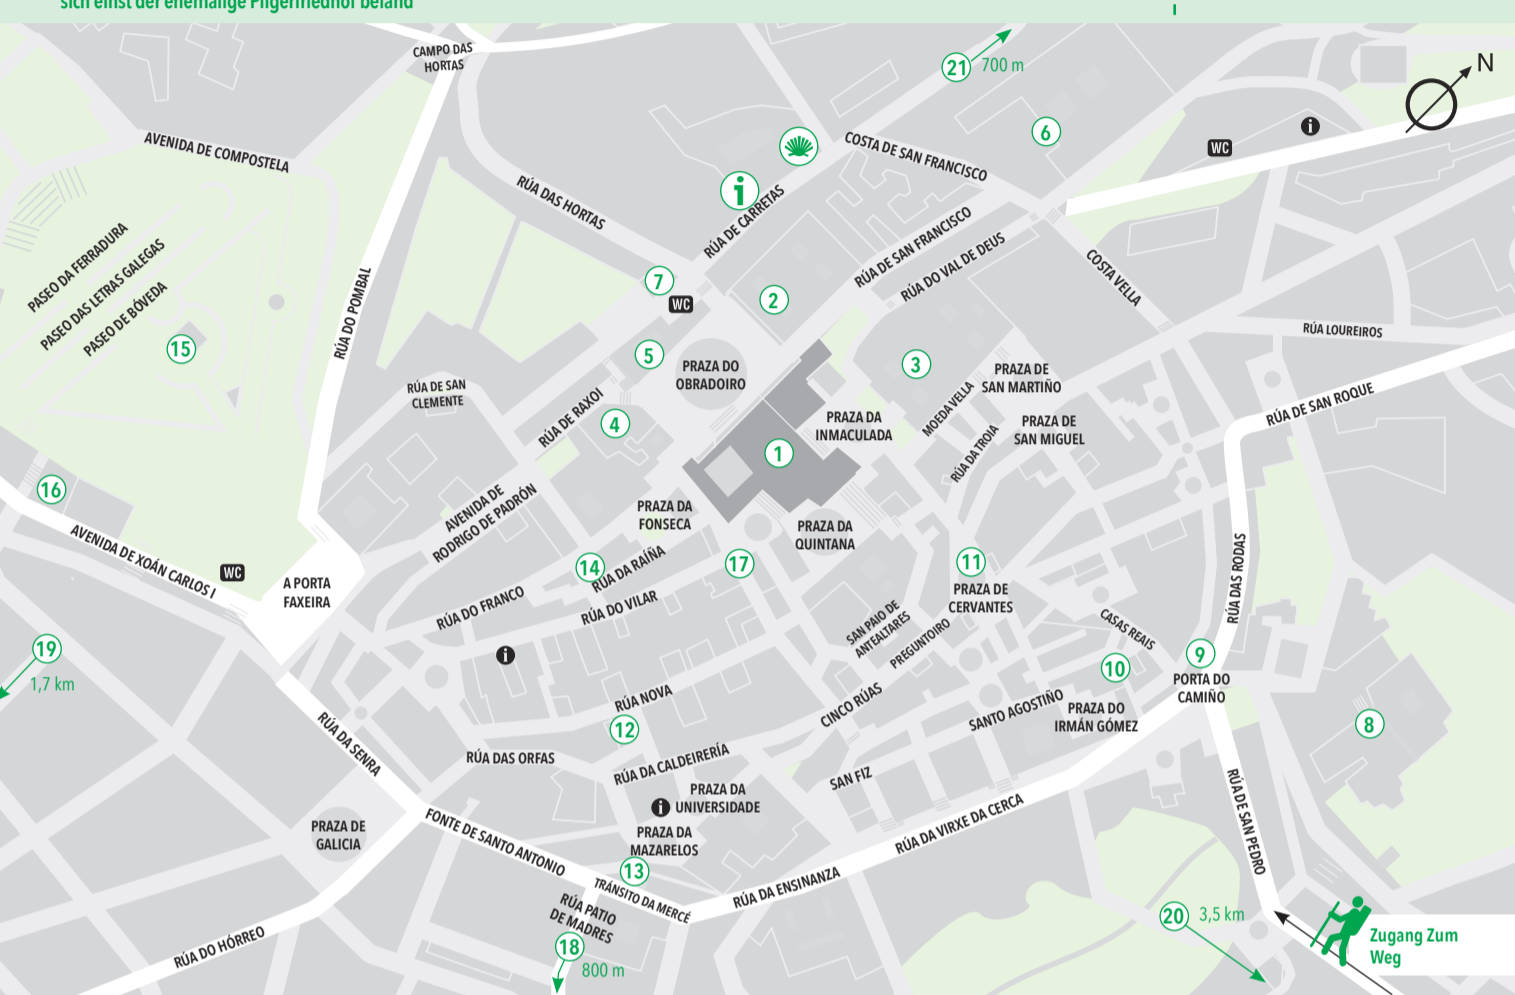 sich einst der ehemalige Pilgerfriedhof befand
CAMPO DAS
HORTAS
21
700 m
N
6
WC
i
AVENIDA DE COMPOSTELA
COSTA DE SAN FRANCISCO
i
RÚA DAS HORTAS
RÚA DE CARRETAS
RÚA DE SAN FRANCISCO
RÚA DO VAL DE DEUS
COSTA VELLA
PASEO DA FERRADURA
PASEO DAS LETRAS GALEGAS
PASEO DE BÓVEDA
15
RÚA DO POMBAL
7
WC
2
5
PRAZA DO
OBRADOIRO
3
RÚA LOUREIROS
PRAZA DE
SAN MARTIÑO
RÚA DE SAN
CLEMENTE
RÚA DE RAXOI
4
MOEDA VELLA
PRAZA DA
INMACULADA
PRAZA DE
SAN MIGUEL
RÚA DE SAN ROQUE
1
RÚA DA TROIA
16
AVENIDA DE
RODRIGO DE PADRÓN
PRAZA DA
FONSECA
PRAZA DA
QUINTANA
AVENIDA DE XOÁN CARLOS I
WC
A PORTA
FAXEIRA
14
RÚA DA RAÍÑA
17
11
PRAZA DE
CERVANTES
RÚA DAS RODAS
RÚA DO FRANCO
RÚA DO VILAR
SAN PAIO DE
ANTEALTARES
PREGUNTOIRO
CASAS REAIS
19
1,7 km
i
10
9
PORTA DO
CAMIÑO
RÚA NOVA
CINCO RÚAS
SANTO AGOSTIÑO
PRAZA DO
IRMÁN GÓMEZ
8
12
RÚA DA SENRA
RÚA DAS ORFAS
RÚA DA CALDEIRERÍA
SAN FIZ
PRAZA DA
UNIVERSIDADE
i
RÚA DE SAN PEDRO
PRAZA DE
GALICIA
FONTE DE SANTO ANTONIO
PRAZA DA
MAZARELOS
RÚA DA VIRXE DA CERCA
13
TRÁNSITO DA MERCÉ
RÚA DA ENSINANZA
RÚA PATIO
DE MADRES
20
3,5 km
Zugang Zum
Weg
RÚA DO HÓRREO
18
800 m